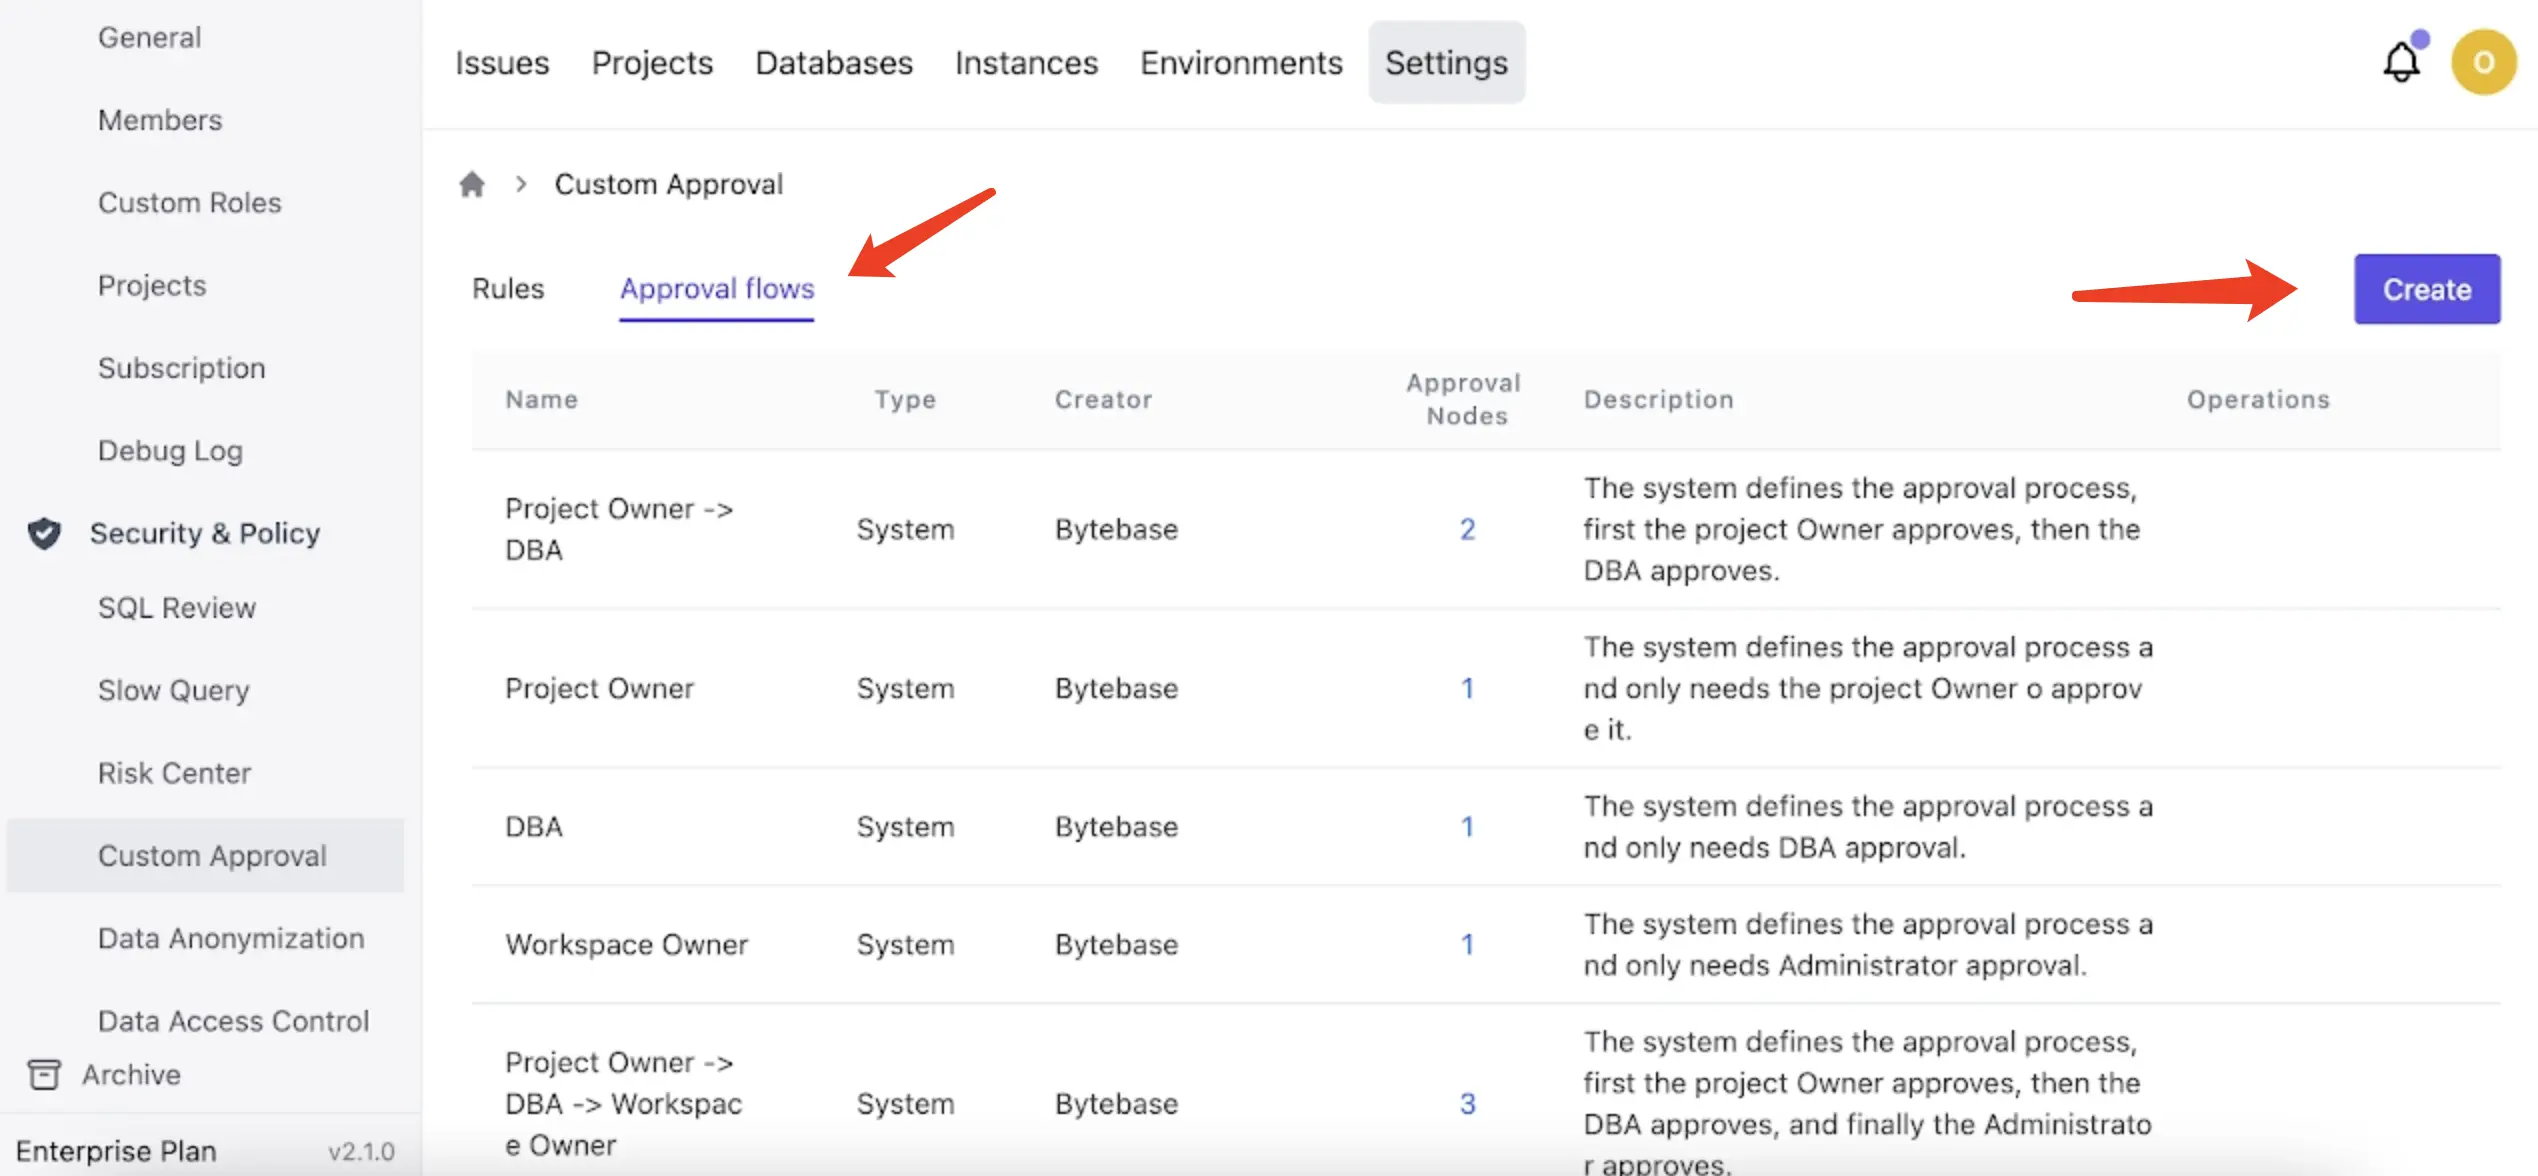 General
Members
Custom Roles
Projects
Subscription
Debug Log
Security & Policy
SQL Review
Slow Query
Risk Center
Custom Approval
Data Anonymization
Data Access Control
Archive
Enterprise Plan v2.1.0
Issues Projects Databases Instances Environments Settings
O
Custom Approval
Rules Approval flows
Create
Name Type Creator Approval Nodes Description Operations
Project Owner ->
DBA
System Bytebase 2
The system defines the approval process,
first the project Owner approves, then the
DBA approves.
Project Owner System Bytebase 1
The system defines the approval process a
nd only needs the project Owner o approv
e it.
DBA System Bytebase 1
The system defines the approval process a
nd only needs DBA approval.
Workspace Owner System Bytebase 1
The system defines the approval process a
nd only needs Administrator approval.
Project Owner ->
DBA -> Workspac
e Owner
System Bytebase 3
The system defines the approval process,
first the project Owner approves, then the
DBA approves, and finally the Administrato
r approves.